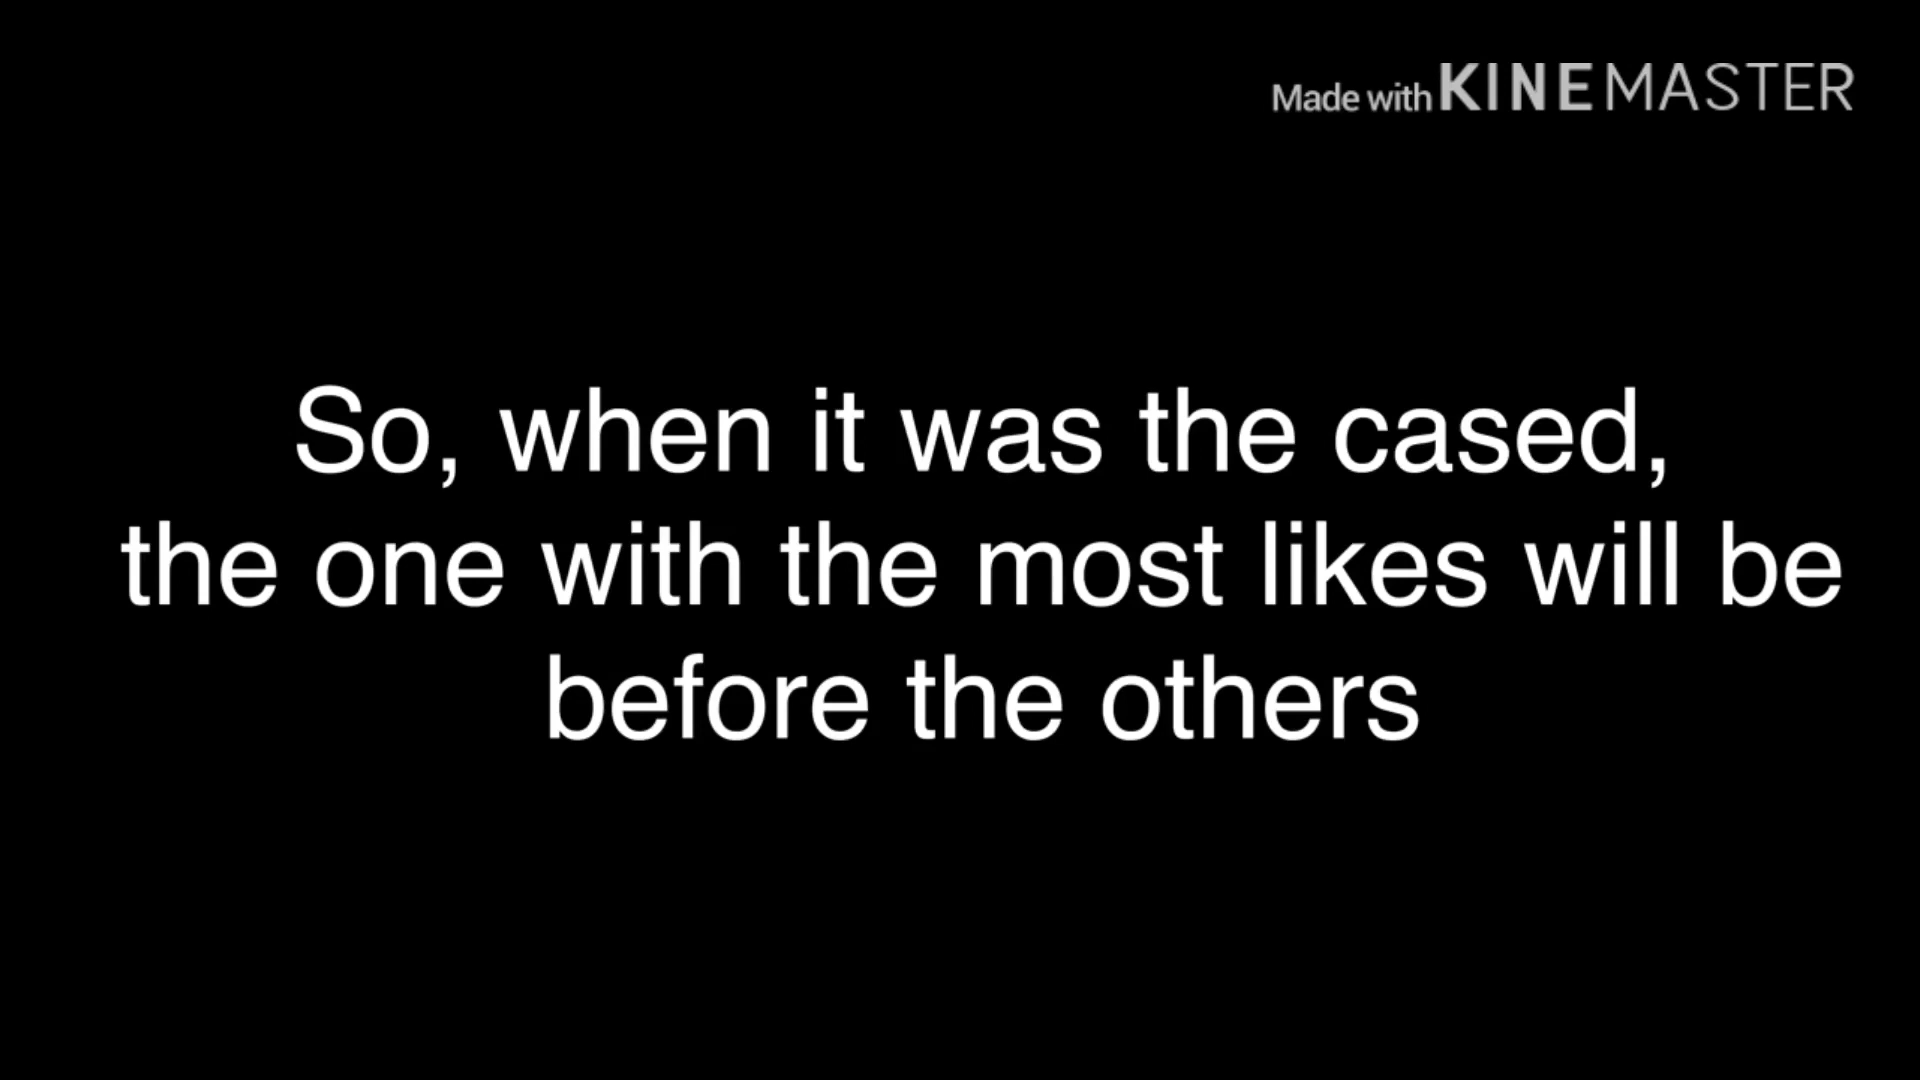 Made with KINEMASTER
So, when it was the cased,
the one with the most likes will be
before the others